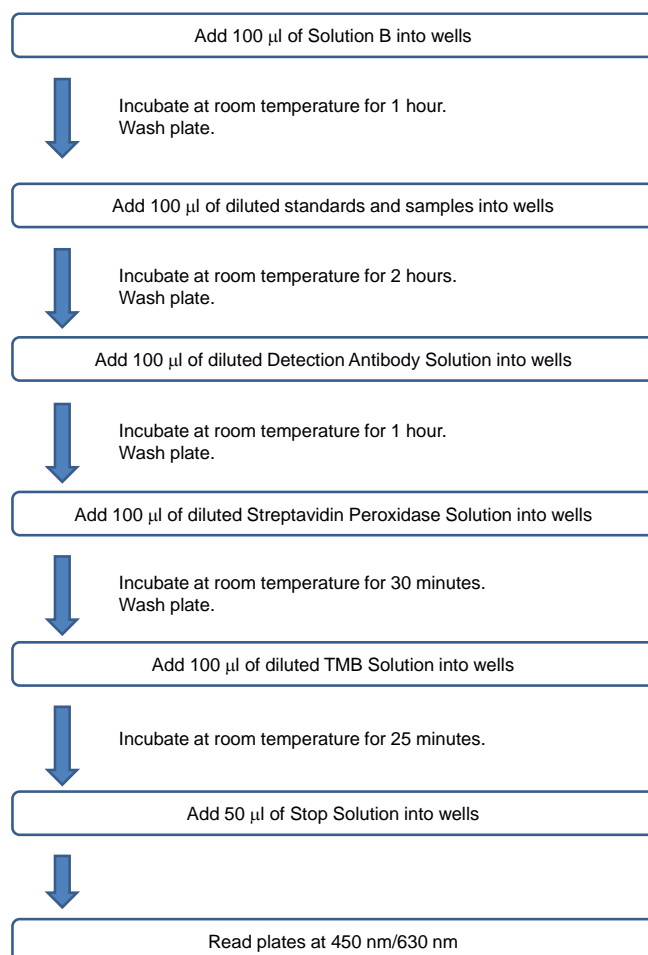 Add 100 μl of Solution B into wells
Incubate at room temperature for 1 hour.
Wash plate.
Add 100 μl of diluted standards and samples into wells
Incubate at room temperature for 2 hours.
Wash plate.
Add 100 μl of diluted Detection Antibody Solution into wells
Incubate at room temperature for 1 hour.
Wash plate.
Add 100 μl of diluted Streptavidin Peroxidase Solution into wells
Incubate at room temperature for 30 minutes.
Wash plate.
Add 100 μl of diluted TMB Solution into wells
Incubate at room temperature for 25 minutes.
Add 50 μl of Stop Solution into wells
Read plates at 450 nm/630 nm